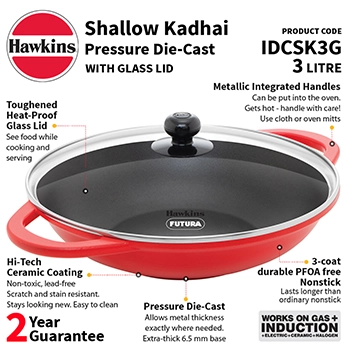 Hawkins
Shallow Kadhai
Pressure Die-Cast
WITH GLASS LID
PRODUCT CODE
IDCSK3G
3 LITRE
Metallic Integrated Handles
Can be put into the oven.
Gets hot - handle with care!
Use cloth or oven mitts
Toughened
Heat-Proof
Glass Lid
See food while
cooking and
serving
Hawkins
FUTURA
Hi-Tech
Ceramic Coating
Non-toxic, lead-free
Scratch and stain resistant.
Stays looking new. Easy to clean
3-coat
durable PFOA free
Nonstick
Lasts longer than
ordinary nonstick
Pressure Die-Cast
Allows metal thickness
exactly where needed.
Extra-thick 6.5 mm base
2 Year
Guarantee
WORKS ON GAS +
INDUCTION
+ELECTRIC+CERAMIC+HALOGEN